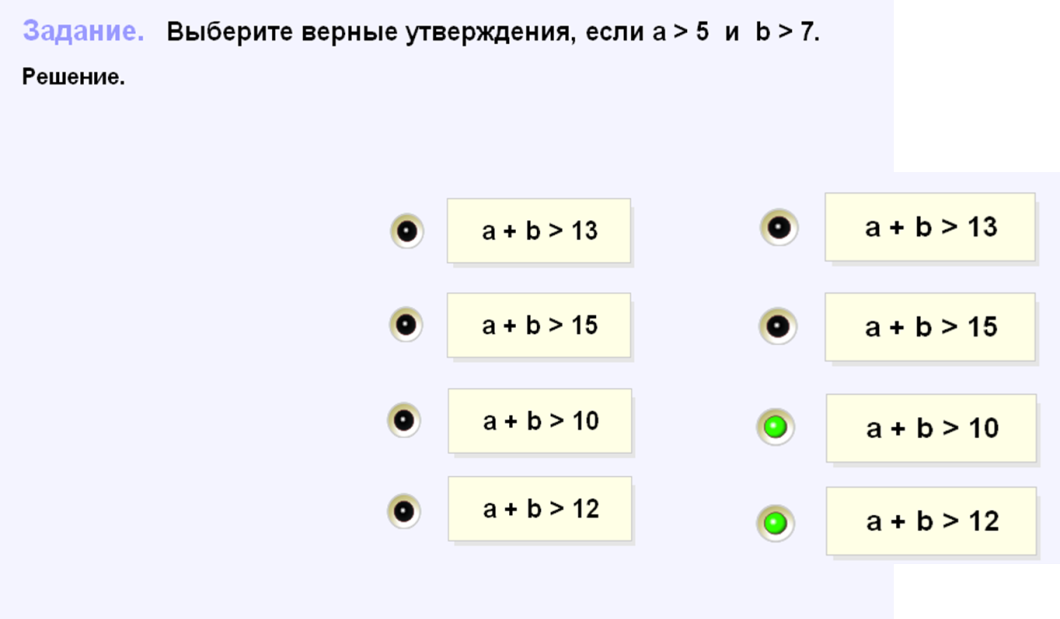 Задание. Выберите верные утверждения, если a > 5 и b > 7.
Решение.
a + b > 13
a + b > 15
a + b > 10
a + b > 12
a + b > 13
a + b > 15
a + b > 10
a + b > 12